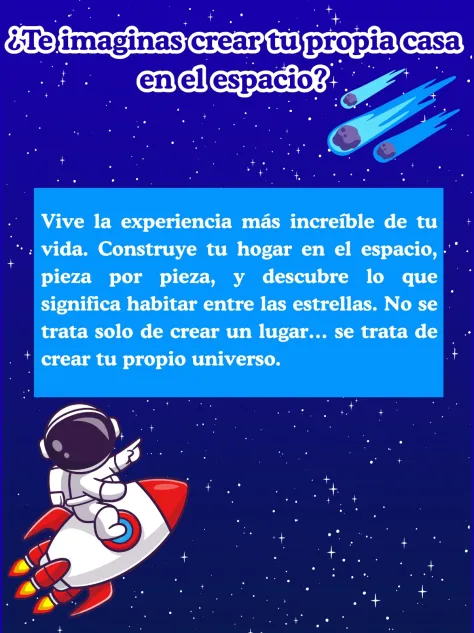 ¿Te imaginas crear tu propia casa
en el espacio?
Vive la experiencia más increíble de tu
vida. Construye tu hogar en el espacio,
pieza por pieza, y descubre lo que
significa habitar entre las estrellas. No se
trata solo de crear un lugar... se trata de
crear tu propio universo.